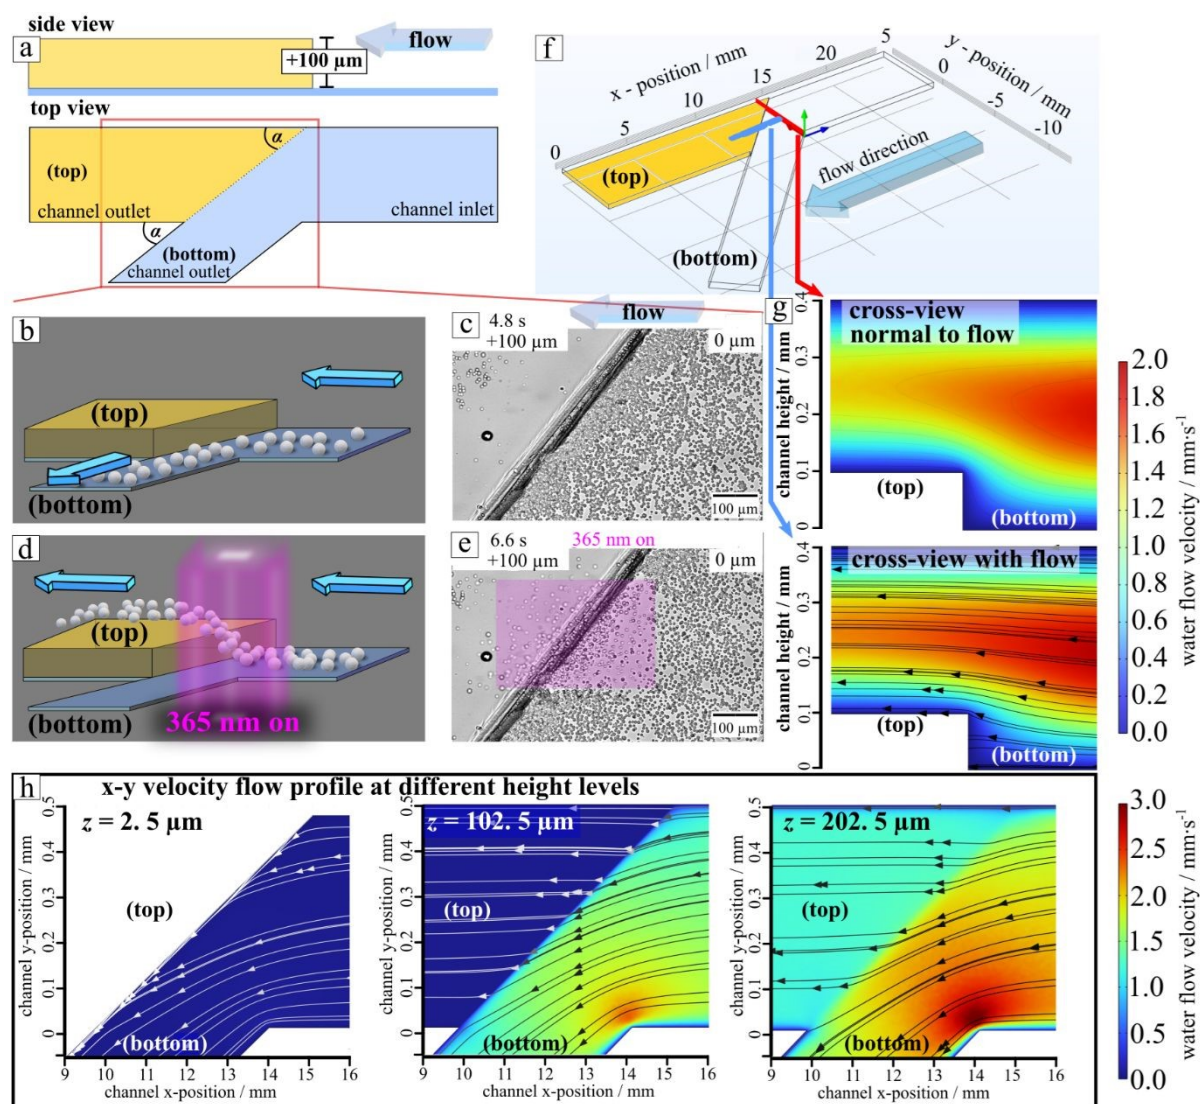 side view
a
flow
+100 µm
top view
α
(top)
channel outlet
channel inlet
α
(bottom)
channel outlet
f
x - position / mm
y - position / mm
0
5
10
15
20
5
0
-5
-10
(top)
flow direction
(bottom)
b
(top)
(bottom)
flow
c
4.8 s
+100 µm
0 µm
100 µm
d
(top)
(bottom)
365 nm on
e
6.6 s
+100 µm
365 nm on
0 µm
100 µm
g
cross-view
normal to flow
channel height / mm
0.4
0.3
0.2
0.1
0
(top)
(bottom)
cross-view with flow
channel height / mm
0.4
0.3
0.2
0.1
0
(top)
(bottom)
2.0
1.8
1.6
1.4
1.2
1.0
0.8
0.6
0.4
0.2
0.0
water flow velocity / mm·s⁻¹
h
x-y velocity flow profile at different height levels
z = 2. 5 µm
channel y-position / mm
0.5
0.4
0.3
0.2
0.1
0
(top)
(bottom)
9 10 11 12 13 14 15 16
channel x-position / mm
z = 102. 5 µm
channel y-position / mm
0.5
0.4
0.3
0.2
0.1
0
(top)
(bottom)
9 10 11 12 13 14 15 16
channel x-position / mm
z = 202. 5 µm
channel y-position / mm
0.5
0.4
0.3
0.2
0.1
0
(top)
(bottom)
9 10 11 12 13 14 15 16
channel x-position / mm
3.0
2.5
2.0
1.5
1.0
0.5
0.0
water flow velocity / mm·s⁻¹